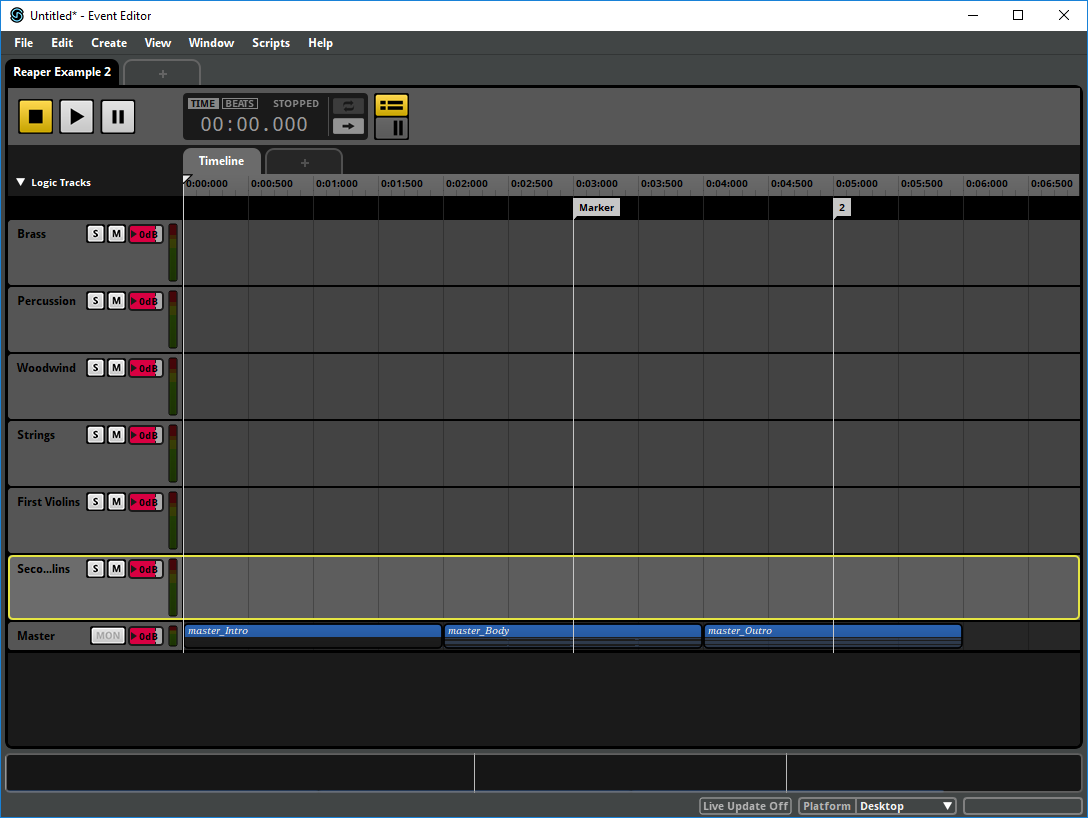 Untitled* - Event Editor
File Edit Create View Window Scripts Help
Reaper Example 2 +
TIME BEATS STOPPED
00:00.000
Timeline +
Logic Tracks
0:00:000 0:00:500 0:01:000 0:01:500 0:02:000 0:02:500 0:03:000 0:03:500 0:04:000 0:04:500 0:05:000 0:05:500 0:06:000 0:06:500
Marker 2
Brass S M 0dB
Percussion S M 0dB
Woodwind S M 0dB
Strings S M 0dB
First Violins S M 0dB
Seco...lins S M 0dB
Master MON 0dB master_Intro master_Body master_Outro
Live Update Off Platform Desktop